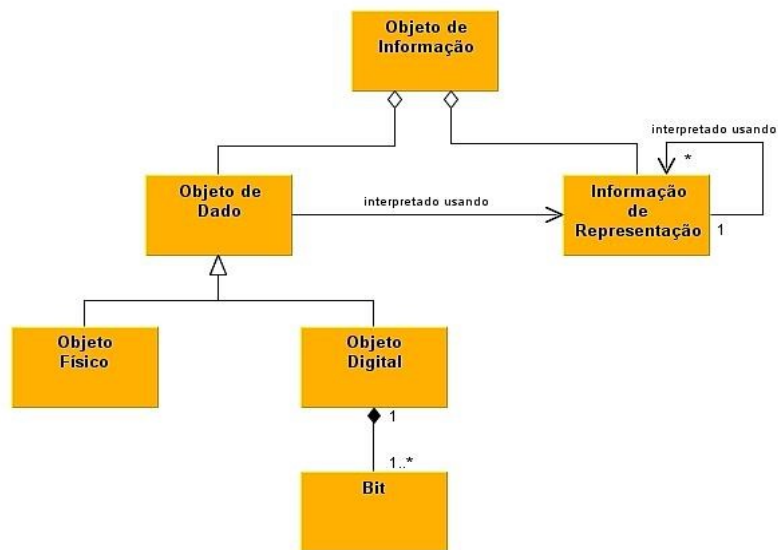 Objeto de
Informação
interpretado usando
*
Objeto de
Dado
interpretado usando
Informação
de
Representação
1
Objeto
Físico
Objeto
Digital
1
1..*
Bit